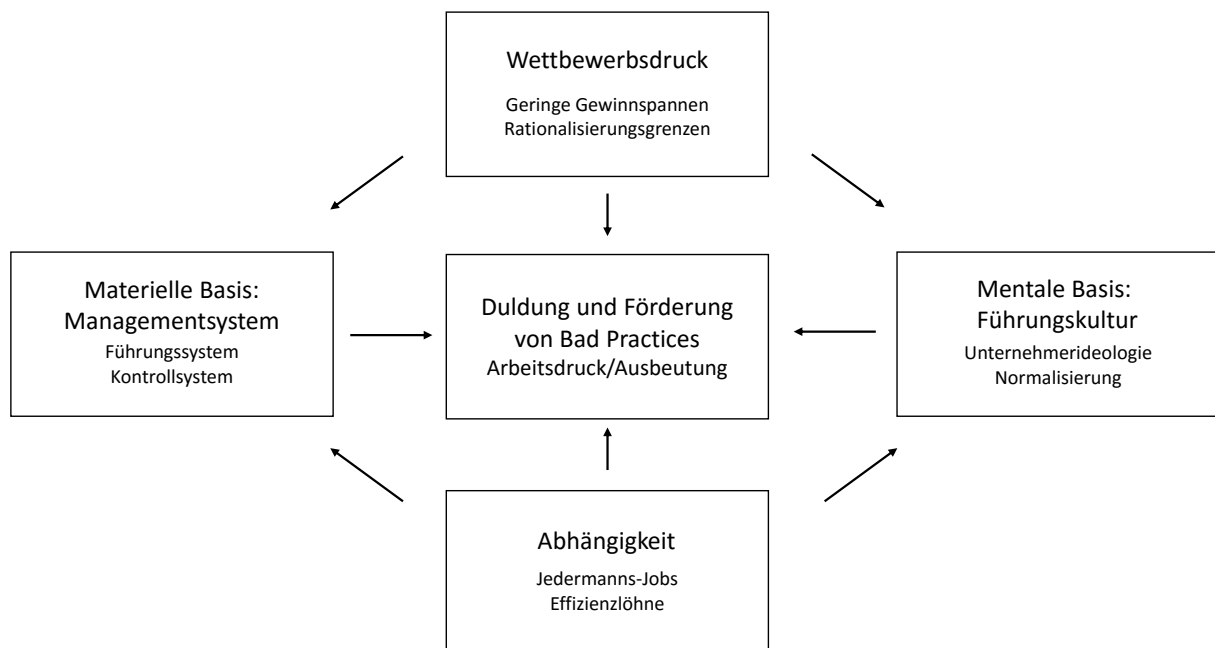 Wettbewerbsdruck
Geringe Gewinnspannen
Rationalisierungsgrenzen
Materielle Basis:
Managementsystem
Führungssystem
Kontrollsystem
Duldung und Förderung
von Bad Practices
Arbeitsdruck/Ausbeutung
Mentale Basis:
Führungskultur
Unternehmerideologie
Normalisierung
Abhängigkeit
Jedermanns-Jobs
Effizienzlöhne